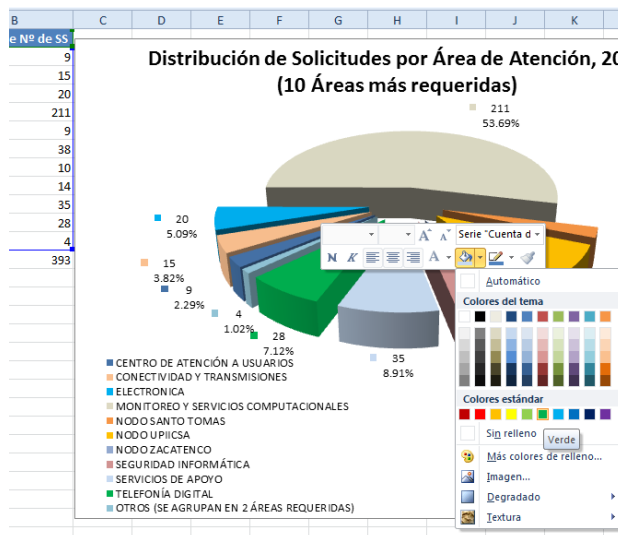 B C D E F G H I J K
e Nº de SS
9
15
20
211
9
38
10
14
35
28
4
393
Distribución de Solicitudes por Área de Atención, 20
(10 Áreas más requeridas)
211
53.69%
20
5.09%
15
3.82%
9
2.29%
4
1.02%
28
7.12%
35
8.91%
CENTRO DE ATENCIÓN A USUARIOS
CONECTIVIDAD Y TRANSMISIONES
ELECTRONICA
MONITOREO Y SERVICIOS COMPUTACIONALES
NODO SANTO TOMAS
NODO UPIICSA
NODO ZACATENCO
SEGURIDAD INFORMÁTICA
SERVICIOS DE APOYO
TELEFONÍA DIGITAL
OTROS (SE AGRUPAN EN 2 ÁREAS REQUERIDAS)
A A Serie "Cuenta d
N K A
Automático
Colores del tema
Colores estándar
Sin relleno
Verde
Más colores de relleno...
Imagen...
Degradado
Textura